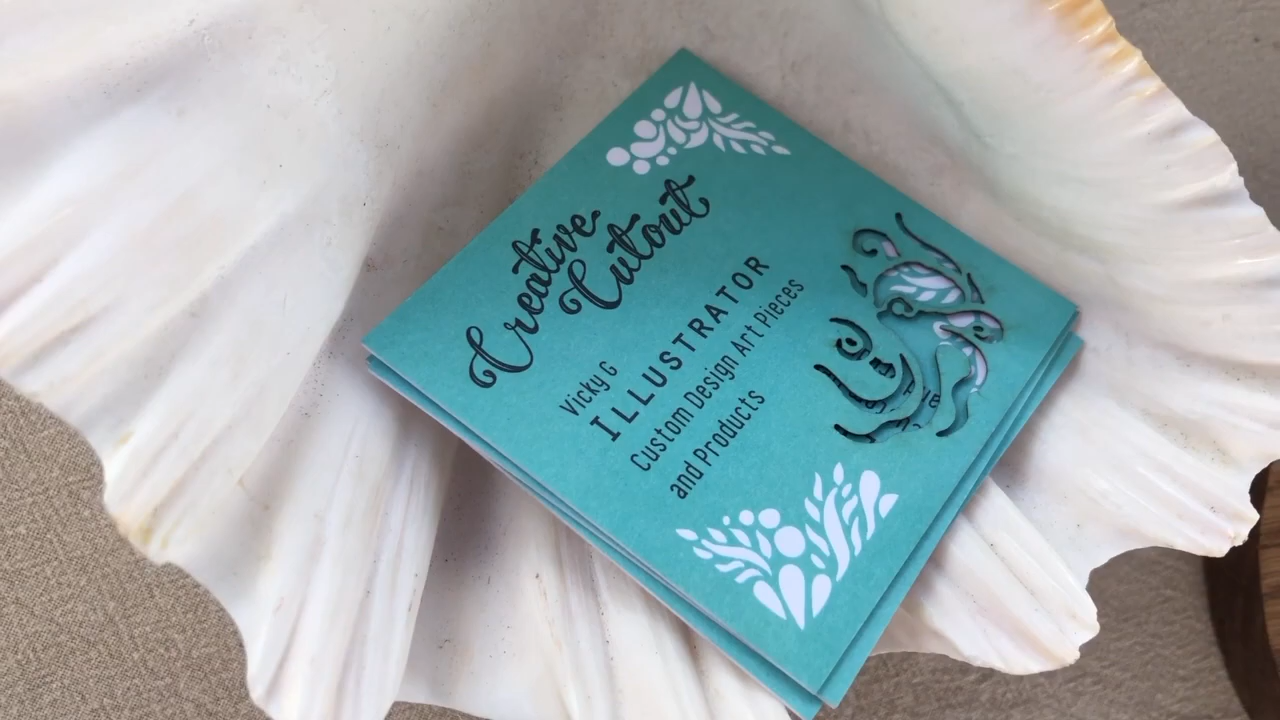 Creative
Cutout
Vicky G
ILLUSTRATOR
Custom Design Art Pieces
and Products